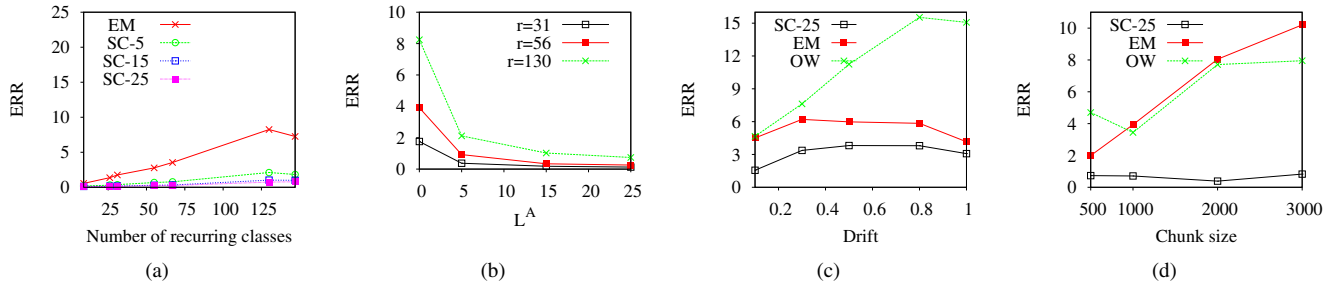 ERR
25
20
15
10
5
0
EM
SC-5
SC-15
SC-25
25 50 75 100 125
Number of recurring classes
(a)
ERR
10
8
6
4
2
0
r=31
r=56
r=130
0 5 10 15 20 25
L^A
(b)
ERR
15
12
9
6
3
0
SC-25
EM
OW
0.2 0.4 0.6 0.8 1
Drift
(c)
ERR
10
8
6
4
2
0
SC-25
EM
OW
500 1000 2000 3000
Chunk size
(d)